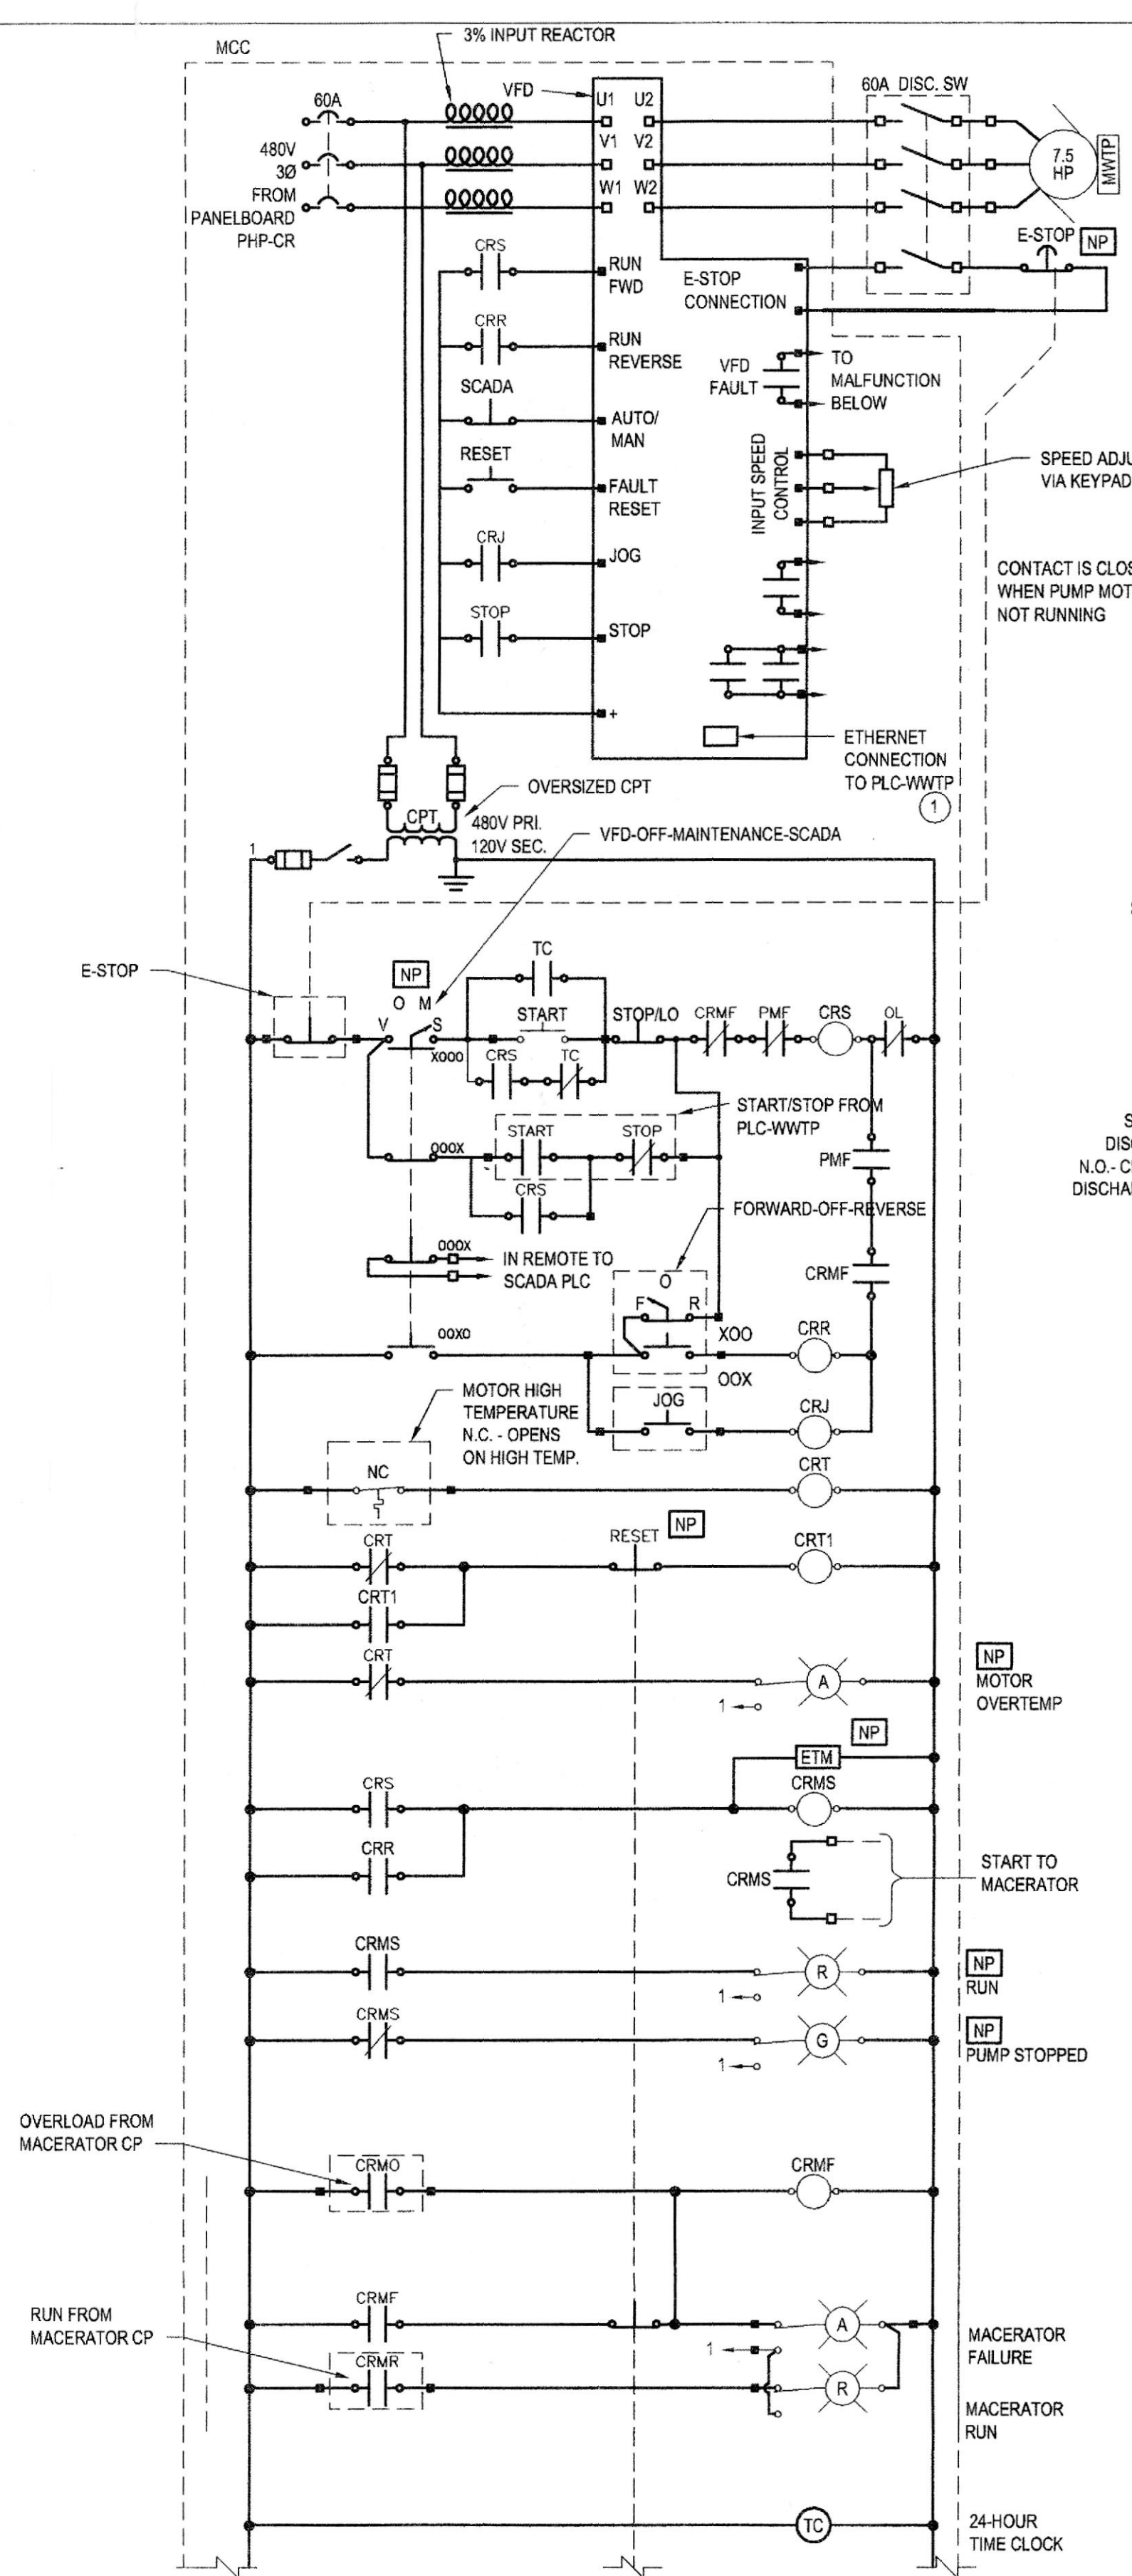 3% INPUT REACTOR
MCC
VFD
60A
480V
3Ø
FROM
PANELBOARD
PHP-CR
U1 U2
V1 V2
W1 W2
60A DISC. SW
7.5
HP
MWTP
E-STOP NP
CRS
RUN
FWD
E-STOP
CONNECTION
CRR
RUN
REVERSE
VFD
FAULT
TO
MALFUNCTION
BELOW
SCADA
AUTO/
MAN
RESET
FAULT
RESET
INPUT SPEED
CONTROL
SPEED ADJU
VIA KEYPAD
CRJ
JOG
CONTACT IS CLOS
WHEN PUMP MOT
NOT RUNNING
STOP
STOP
+
ETHERNET
CONNECTION
TO PLC-WWTP
1
OVERSIZED CPT
CPT
480V PRI.
120V SEC.
VFD-OFF-MAINTENANCE-SCADA
1
E-STOP
NP
O M
V S
XOOO
TC
START
CRS TC
STOP/LO
CRMF PMF CRS OL
START/STOP FROM
PLC-WWTP
OOOX
START STOP
CRS
PMF
S
DISC
N.O.- C
DISCHA
FORWARD-OFF-REVERSE
OOOX
IN REMOTE TO
SCADA PLC
O
F R
CRMF
XOO
OOXO
CRR
OOX
JOG
CRJ
MOTOR HIGH
TEMPERATURE
N.C. - OPENS
ON HIGH TEMP.
NC
CRT
CRT
RESET NP
CRT1
CRT1
CRT
A
1
NP
MOTOR
OVERTEMP
NP
ETM
CRS
CRMS
CRR
CRMS
START TO
MACERATOR
CRMS
R
1
NP
RUN
CRMS
G
1
NP
PUMP STOPPED
OVERLOAD FROM
MACERATOR CP
CRMO
CRMF
CRMF
A
MACERATOR
FAILURE
RUN FROM
MACERATOR CP
1
CRMR
R
MACERATOR
RUN
TC
24-HOUR
TIME CLOCK